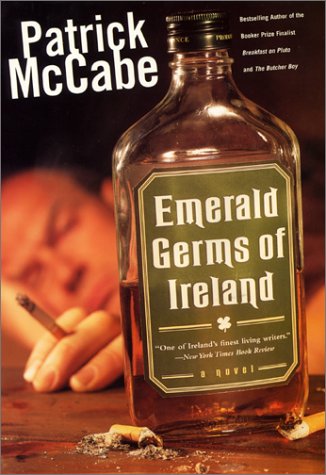 Patrick
McCabe
Bestselling Author of the
Booker Prize Finalist
Breakfast on Pluto
and The Butcher Boy
Emerald
Germs of
Ireland
"One of Ireland's finest living writers."
—New York Times Book Review
a novel